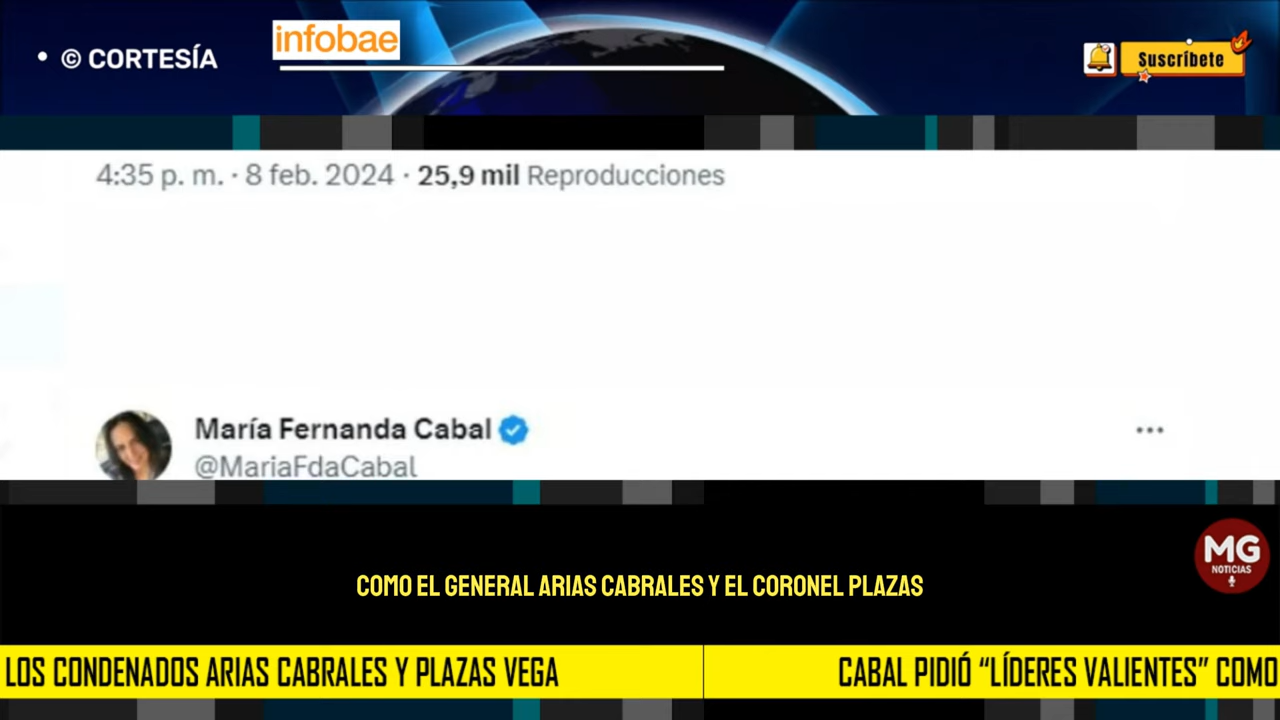 • © CORTESÍA
infobae
Suscríbete
4:35 p. m. · 8 feb. 2024 · 25,9 mil Reproducciones
María Fernanda Cabal
@MariaFdaCabal
MG
NOTICIAS
COMO EL GENERAL ARIAS CABRALES Y EL CORONEL PLAZAS
LOS CONDENADOS ARIAS CABRALES Y PLAZAS VEGA
CABAL PIDIÓ “LÍDERES VALIENTES” COMO